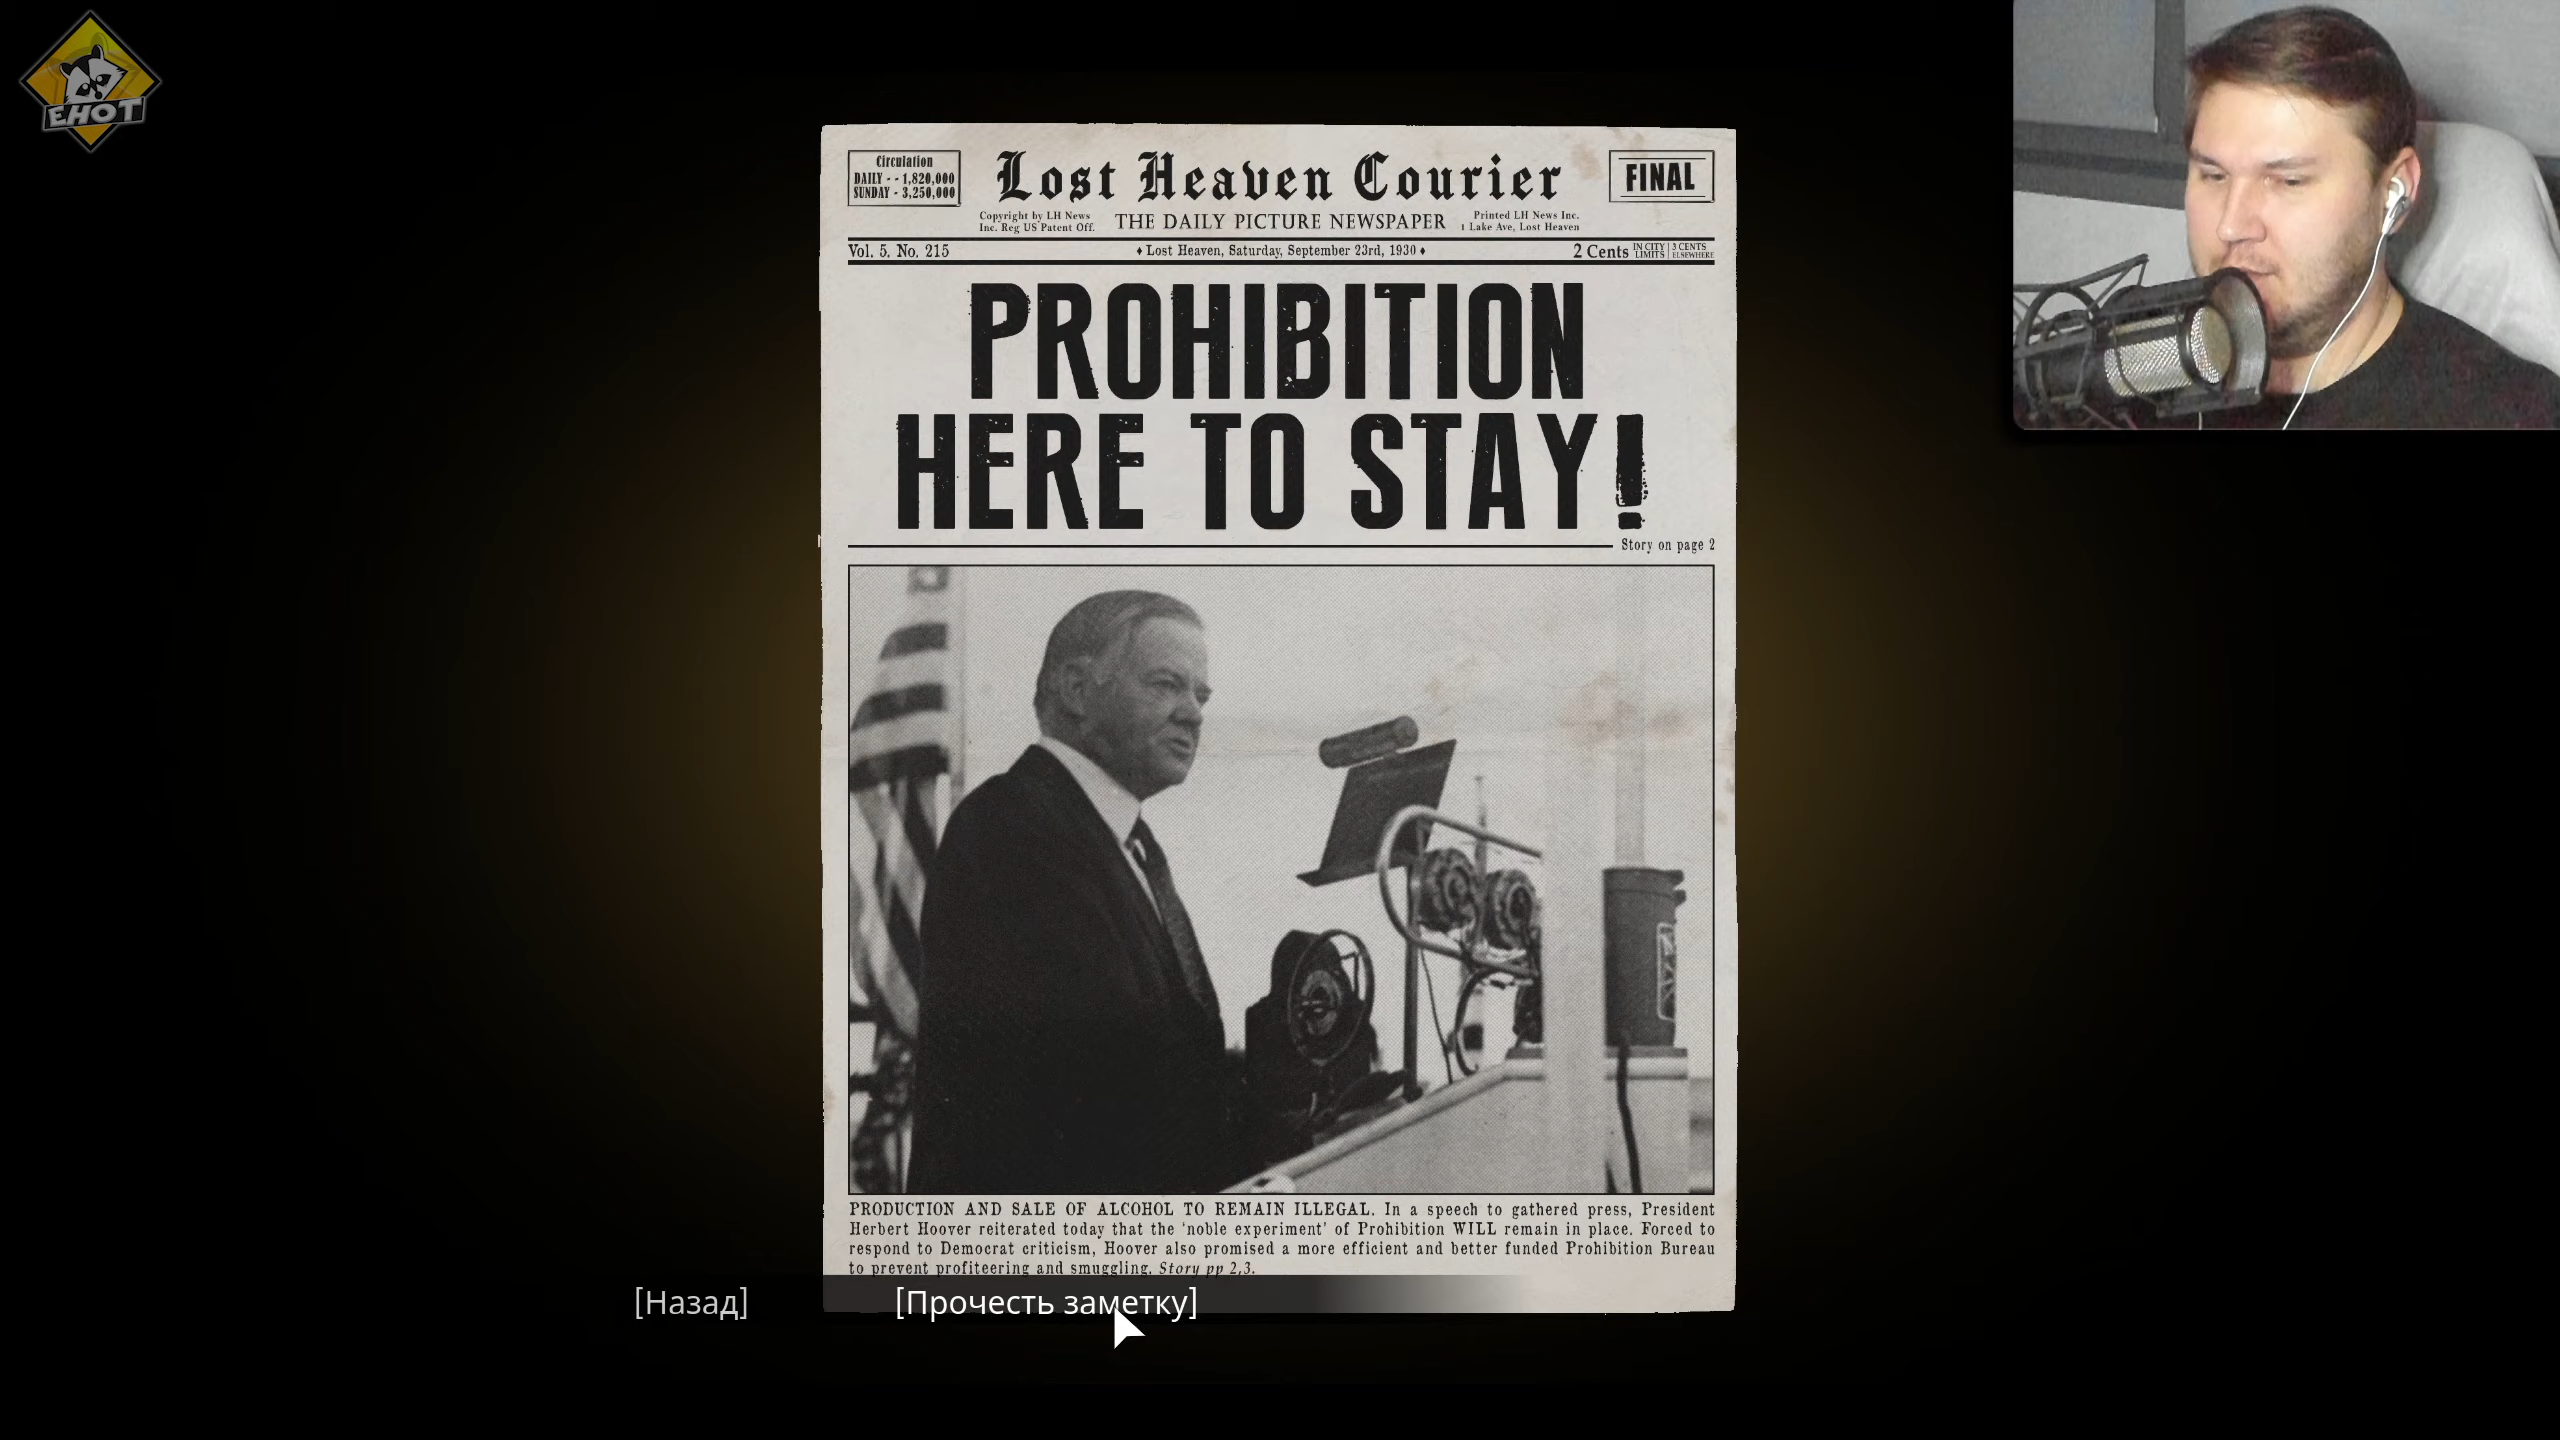 EHOT
Circulation
DAILY - - 1,820,000
SUNDAY - 3,250,000
Lost Heaven Courier
FINAL
Copyright by LH News
Inc. Reg US Patent Off.
THE DAILY PICTURE NEWSPAPER
Printed LH News Inc.
1 Lake Ave, Lost Heaven
Vol. 5. No. 215
♦ Lost Heaven, Saturday, September 23rd, 1930 ♦
2 Cents
IN CITY LIMITS
3 CENTS ELSEWHERE
PROHIBITION
HERE TO STAY!
Story on page 2
PRODUCTION AND SALE OF ALCOHOL TO REMAIN ILLEGAL. In a speech to gathered press, President
Herbert Hoover reiterated today that the ‘noble experiment’ of Prohibition WILL remain in place. Forced to
respond to Democrat criticism, Hoover also promised a more efficient and better funded Prohibition Bureau
to prevent profiteering and smuggling. Story pp 2,3.
[Назад]
[Прочесть заметку]